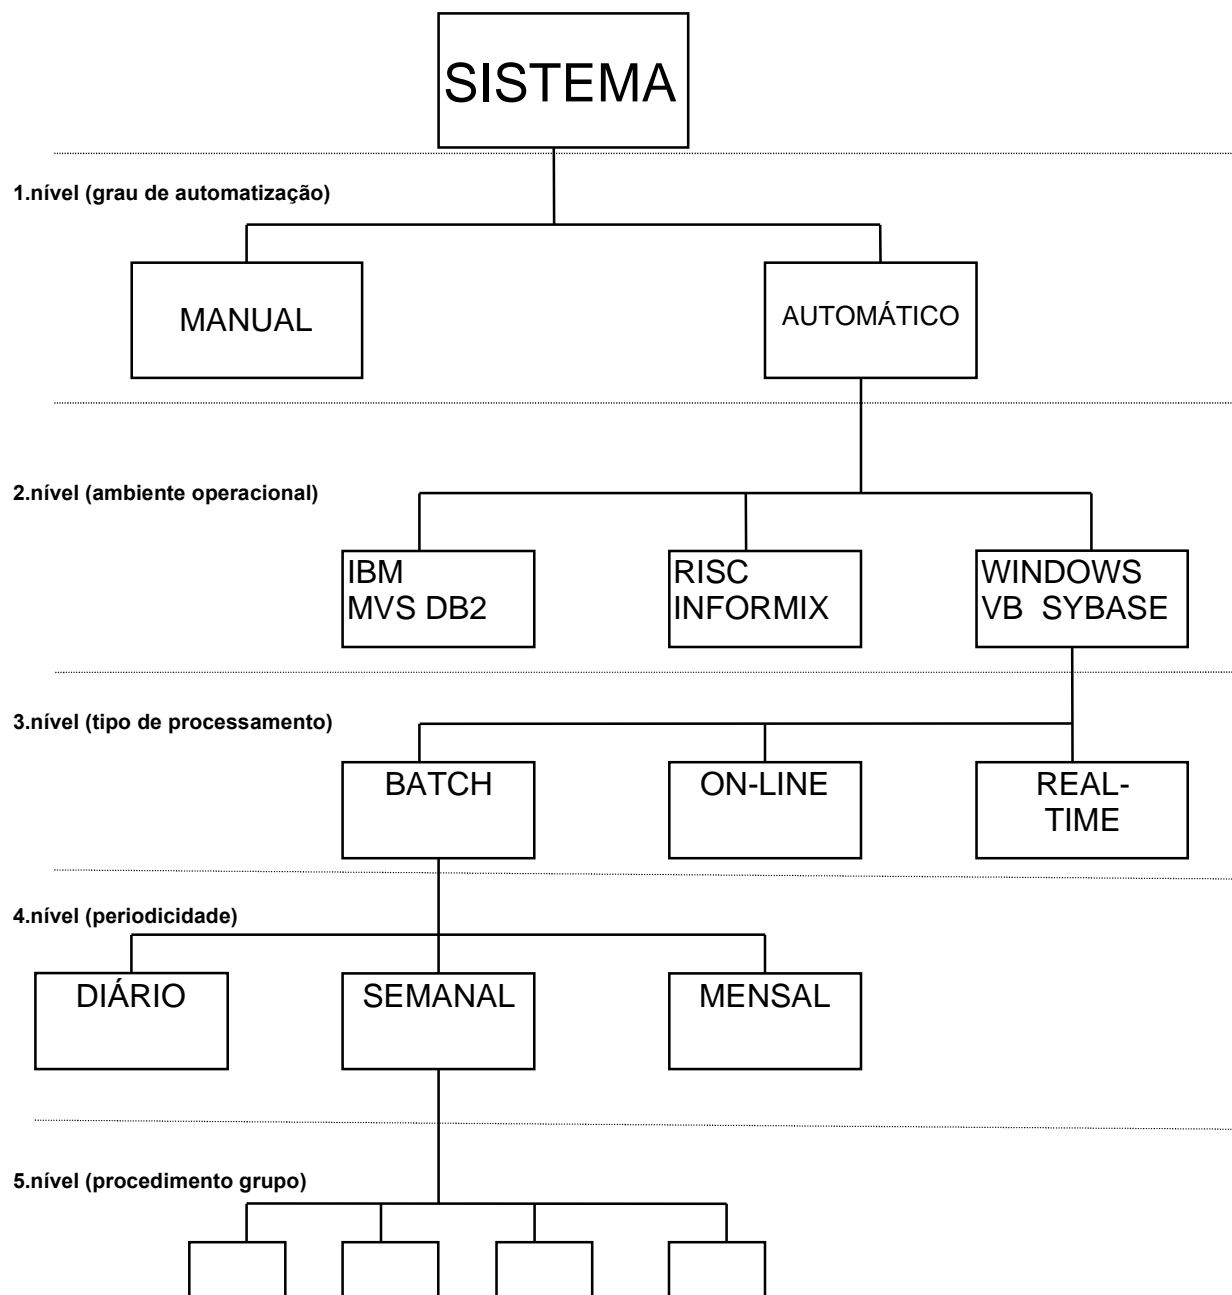 SISTEMA
1.nível (grau de automatização)
MANUAL
AUTOMÁTICO
2.nível (ambiente operacional)
IBM
MVS DB2
RISC
INFORMIX
WINDOWS
VB  SYBASE
3.nível (tipo de processamento)
BATCH
ON-LINE
REAL-
TIME
4.nível (periodicidade)
DIÁRIO
SEMANAL
MENSAL
5.nível (procedimento grupo)